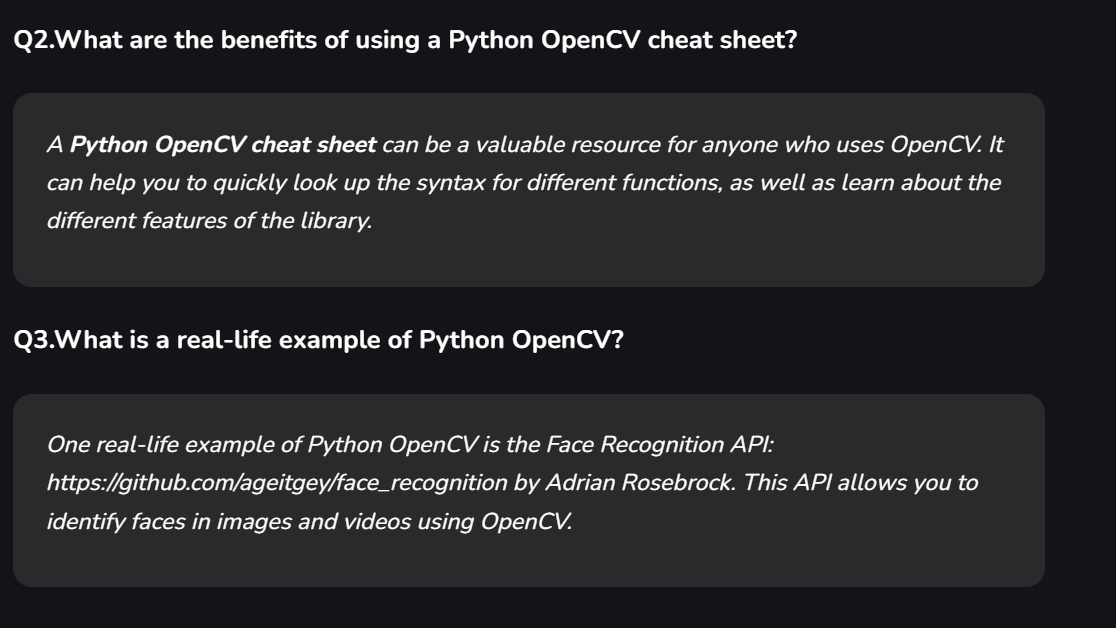 Q2.What are the benefits of using a Python OpenCV cheat sheet?
A Python OpenCV cheat sheet can be a valuable resource for anyone who uses OpenCV. It
can help you to quickly look up the syntax for different functions, as well as learn about the
different features of the library.
Q3.What is a real-life example of Python OpenCV?
One real-life example of Python OpenCV is the Face Recognition API:
https://github.com/ageitgey/face_recognition by Adrian Rosebrock. This API allows you to
identify faces in images and videos using OpenCV.